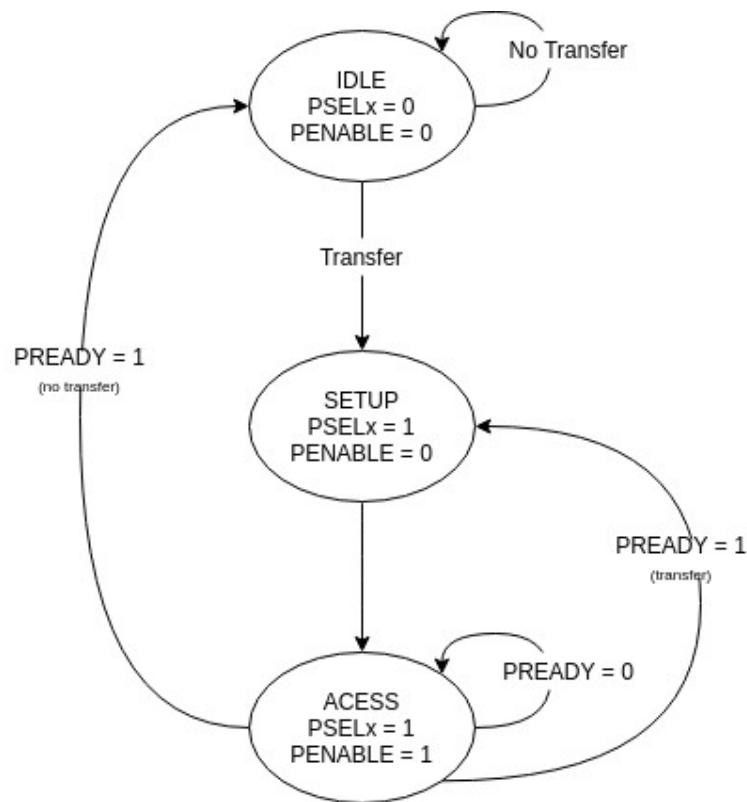 IDLE
PSELx = 0
PENABLE = 0
No Transfer
Transfer
PREADY = 1
(no transfer)
SETUP
PSELx = 1
PENABLE = 0
PREADY = 1
(transfer)
PREADY = 0
ACESS
PSELx = 1
PENABLE = 1